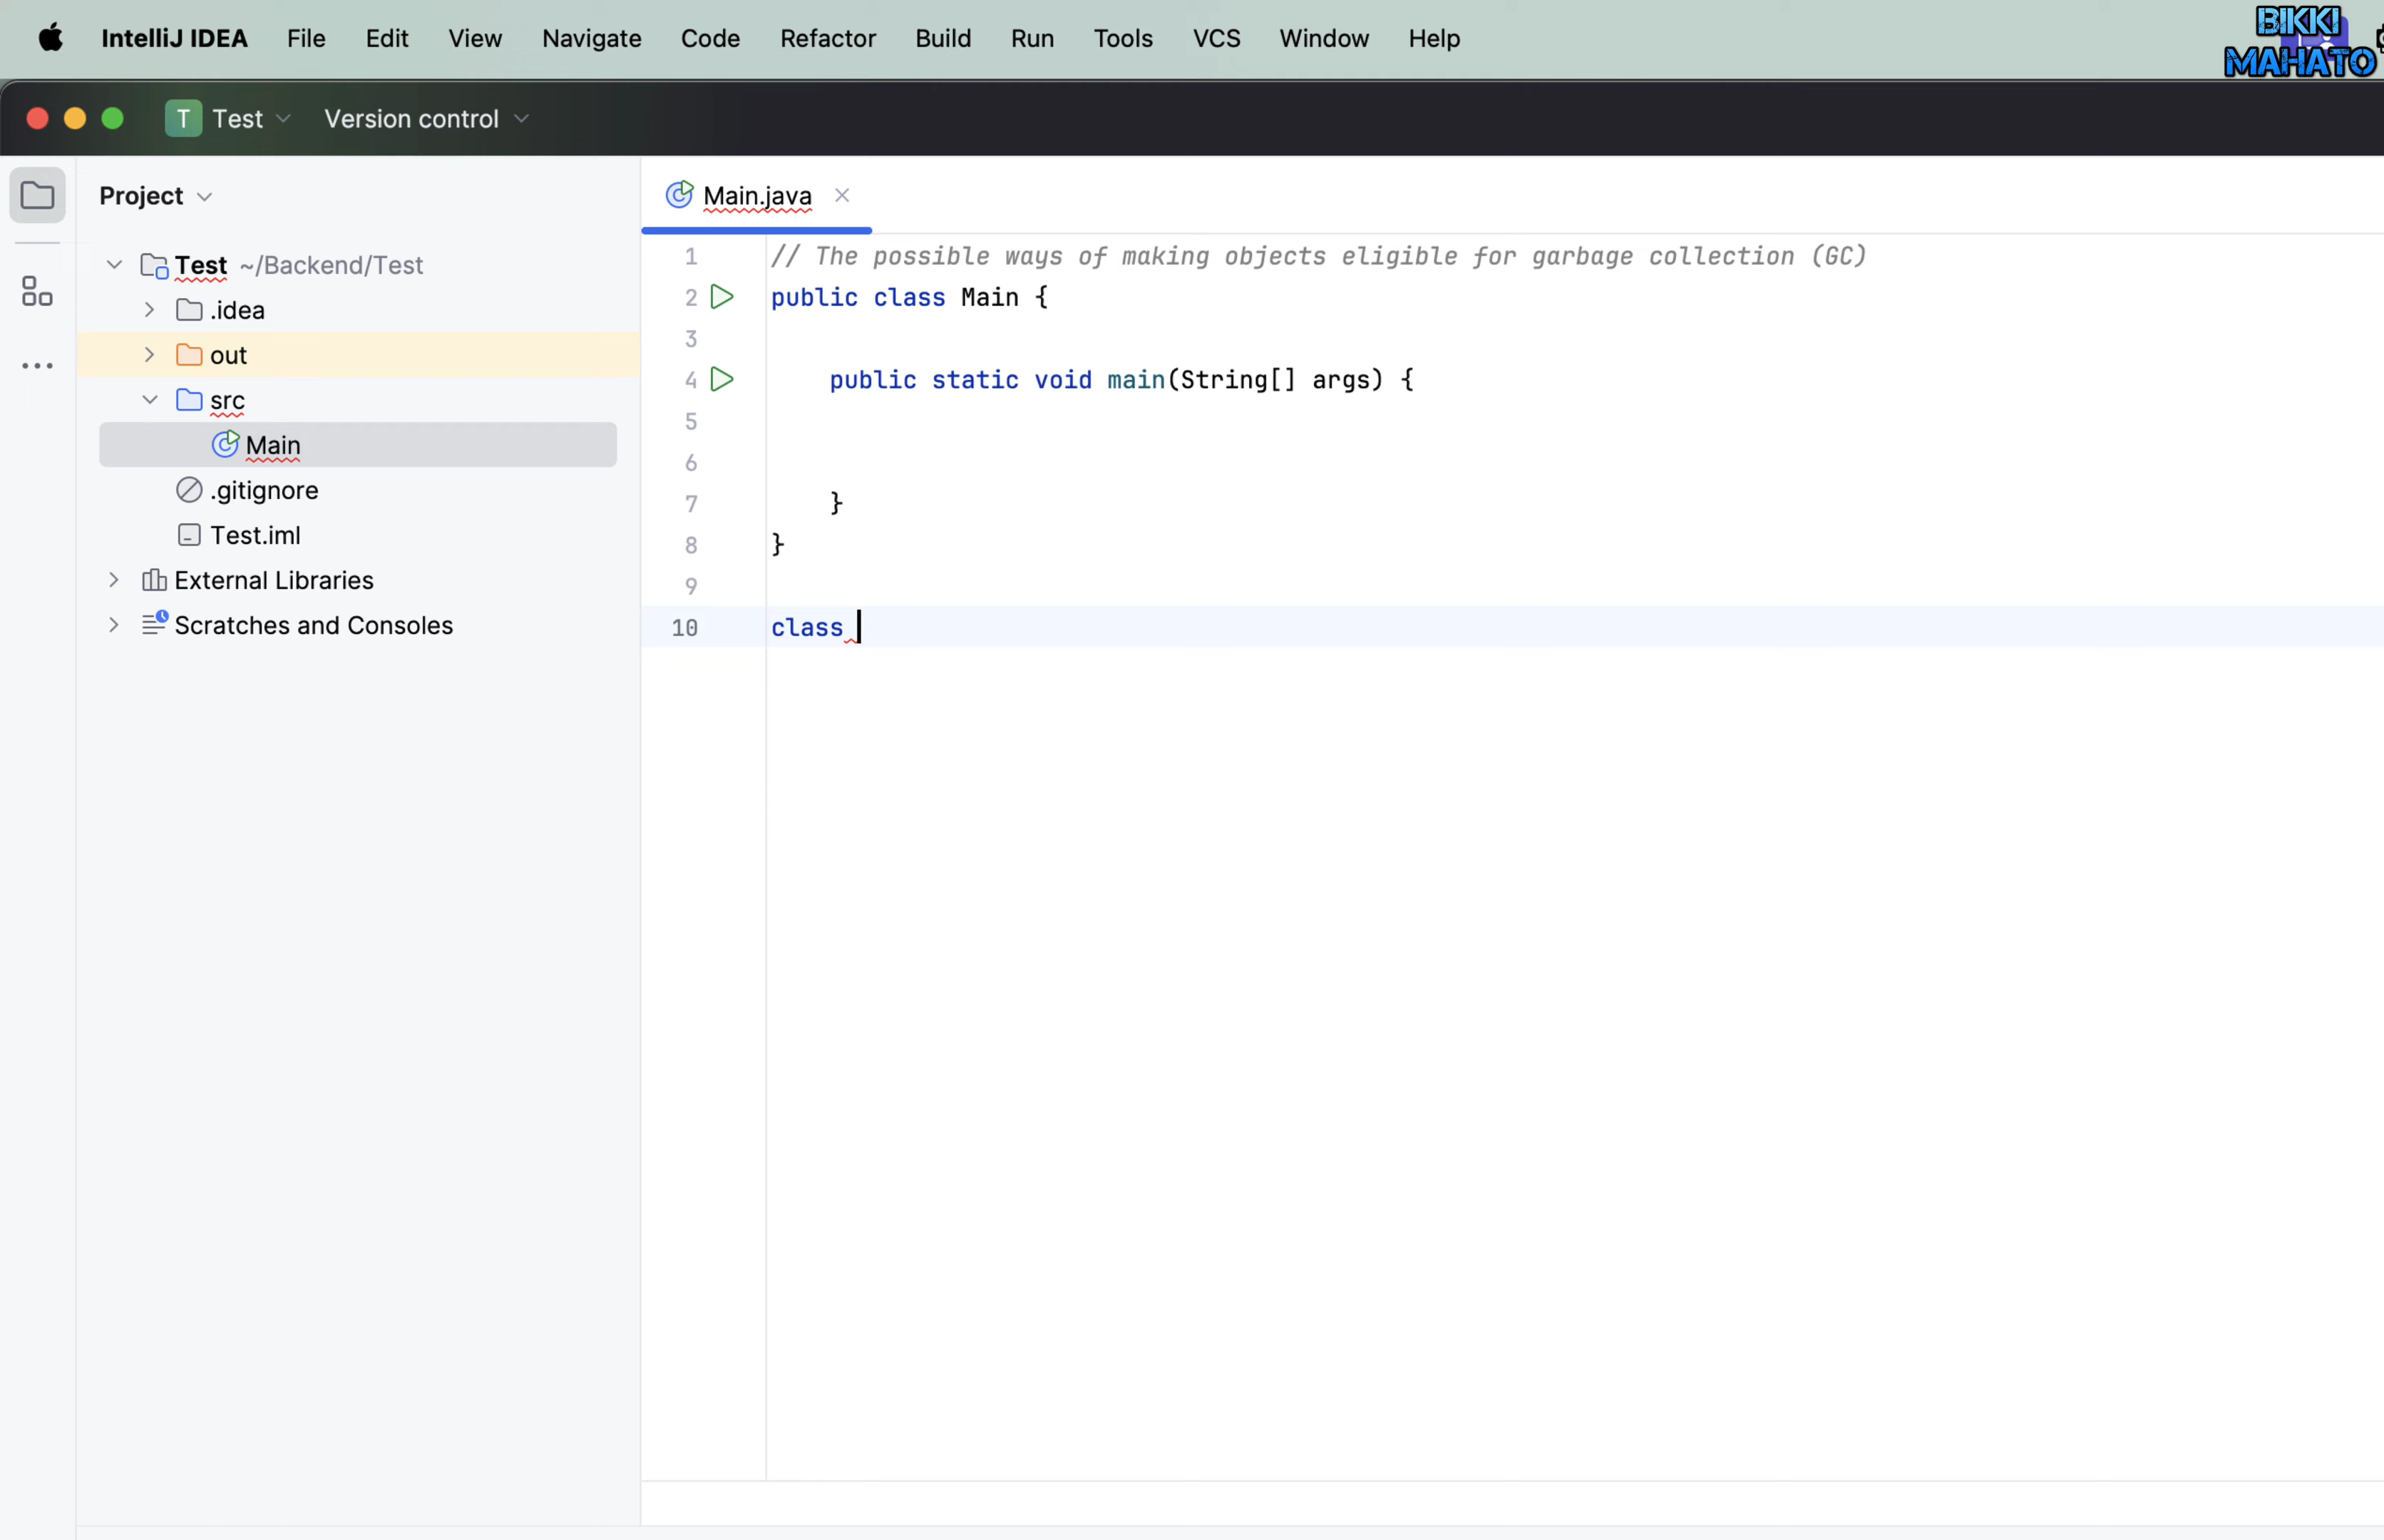 IntelliJ IDEA File Edit View Navigate Code Refactor Build Run Tools VCS Window Help
BIKKI
MAHATO
T Test Version control
Project
Main.java
Test ~/Backend/Test
.idea
out
src
Main
.gitignore
Test.iml
External Libraries
Scratches and Consoles
1 // The possible ways of making objects eligible for garbage collection (GC)
2 public class Main {
3
4 public static void main(String[] args) {
5
6
7 }
8 }
9
10 class